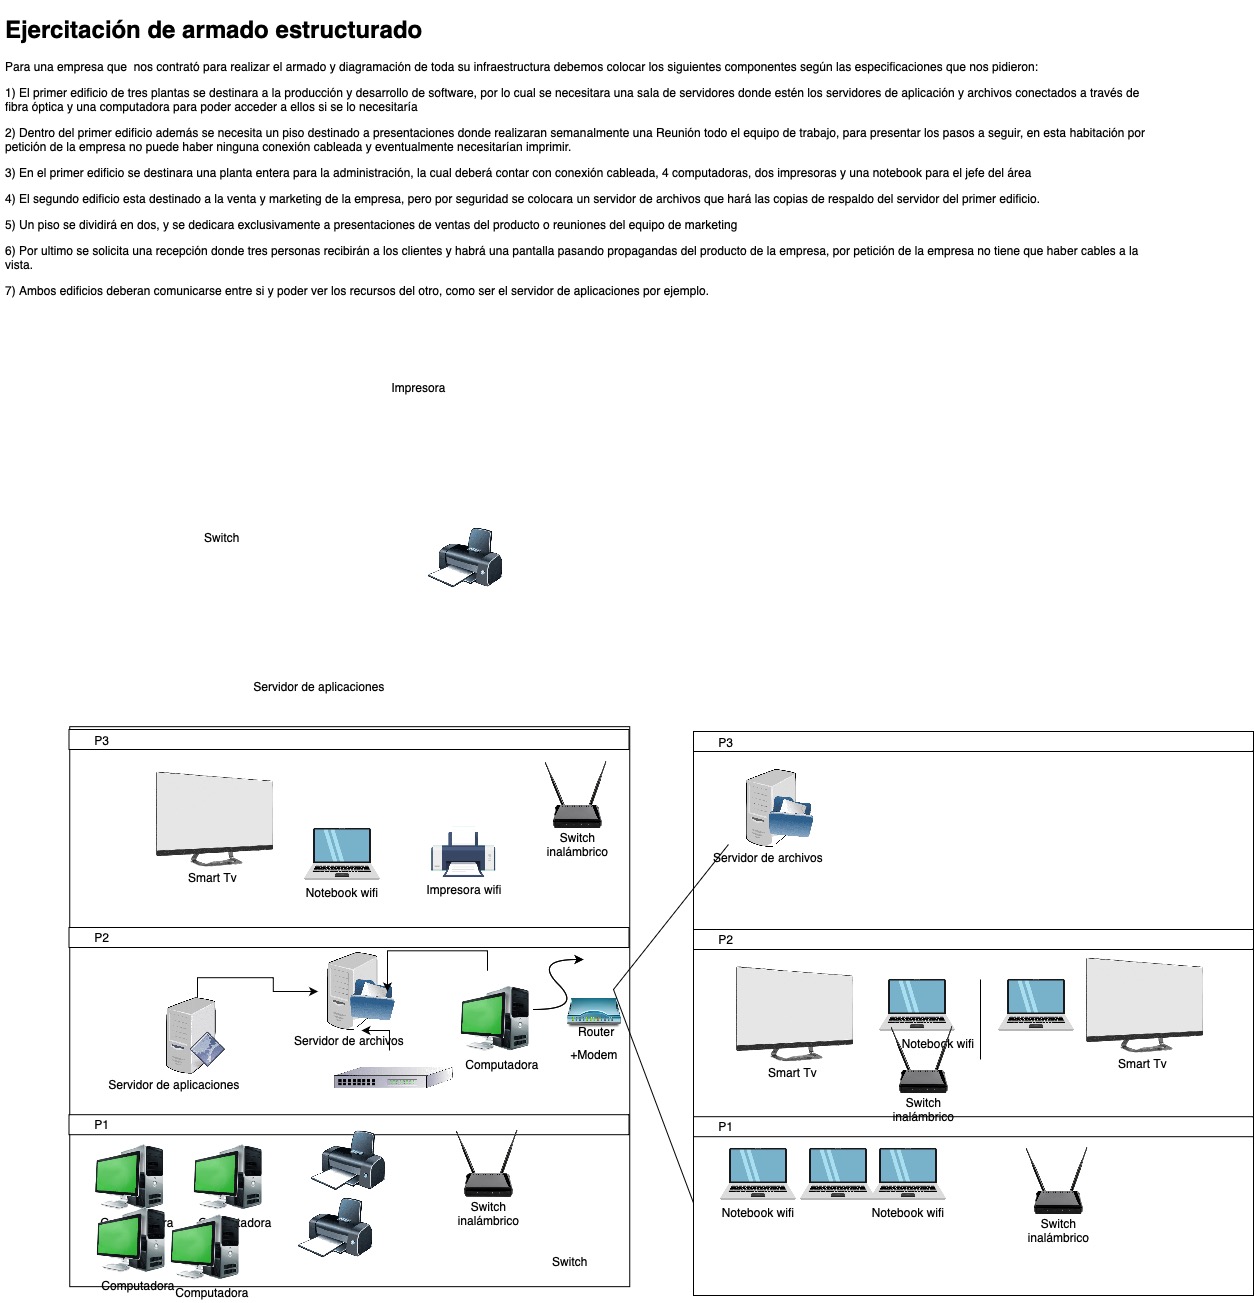 Ejercitación de armado estructurado
Para una empresa que  nos contrató para realizar el armado y diagramación de toda su infraestructura debemos colocar los siguientes componentes según las especificaciones que nos pidieron:
1) El primer edificio de tres plantas se destinara a la producción y desarrollo de software, por lo cual se necesitara una sala de servidores donde estén los servidores de aplicación y archivos conectados a través de
fibra óptica y una computadora para poder acceder a ellos si se lo necesitaría
2) Dentro del primer edificio además se necesita un piso destinado a presentaciones donde realizaran semanalmente una Reunión todo el equipo de trabajo, para presentar los pasos a seguir, en esta habitación por
petición de la empresa no puede haber ninguna conexión cableada y eventualmente necesitarían imprimir.
3) En el primer edificio se destinara una planta entera para la administración, la cual deberá contar con conexión cableada, 4 computadoras, dos impresoras y una notebook para el jefe del área
4) El segundo edificio esta destinado a la venta y marketing de la empresa, pero por seguridad se colocara un servidor de archivos que hará las copias de respaldo del servidor del primer edificio.
5) Un piso se dividirá en dos, y se dedicara exclusivamente a presentaciones de ventas del producto o reuniones del equipo de marketing
6) Por ultimo se solicita una recepción donde tres personas recibirán a los clientes y habrá una pantalla pasando propagandas del producto de la empresa, por petición de la empresa no tiene que haber cables a la
vista.
7) Ambos edificios deberan comunicarse entre si y poder ver los recursos del otro, como ser el servidor de aplicaciones por ejemplo.
Impresora
Switch
Servidor de aplicaciones
P3
Smart Tv
Notebook wifi
Impresora wifi
Switch
inalámbrico
P2
Servidor de aplicaciones
Servidor de archivos
Computadora
Router
+Modem
P1
Computadora
Computadora
Computadora
Computadora
Switch
inalámbrico
Switch
P3
Servidor de archivos
P2
Smart Tv
Notebook wifi
Switch
inalámbrico
Smart Tv
P1
Notebook wifi
Notebook wifi
Switch
inalámbrico